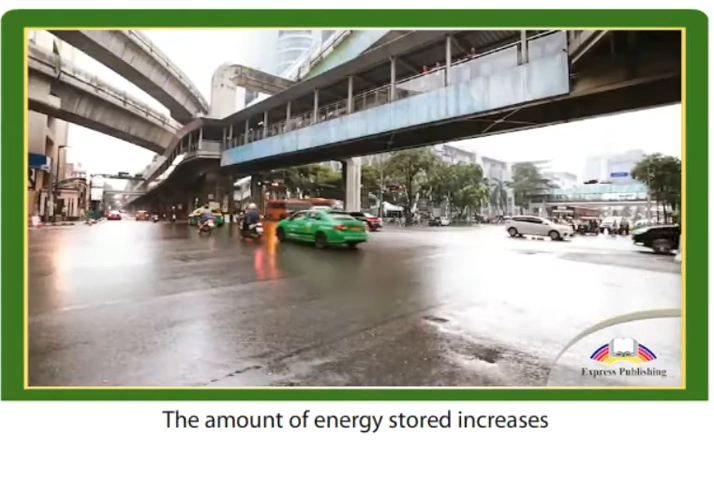 Express Publishing
The amount of energy stored increases